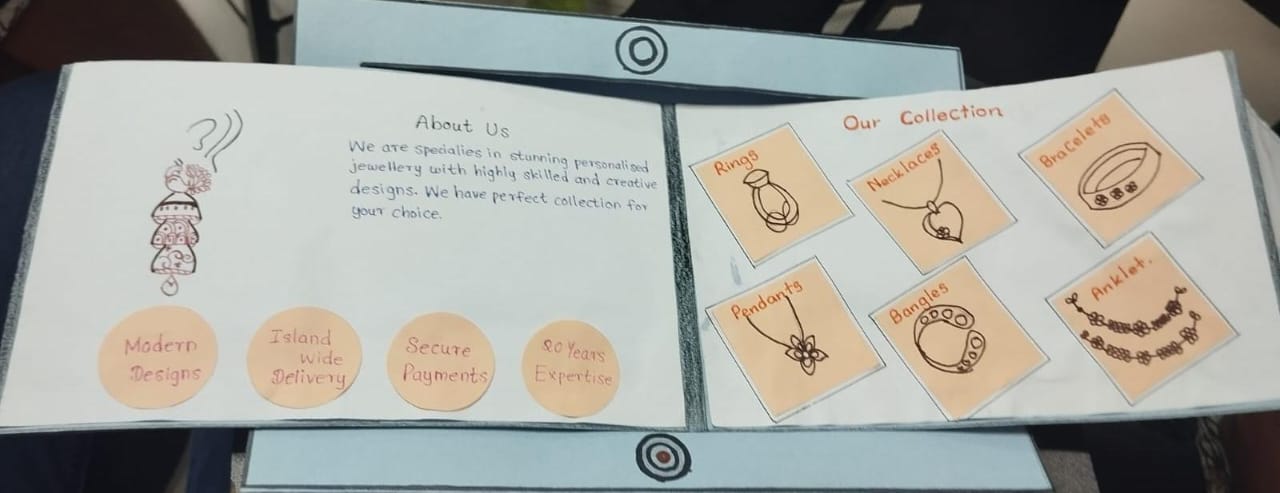 About Us
We are specialies in stunning personalised
jewellery with highly skilled and creative
designs. We have perfect collection for
your choice.
Modern
Designs
Island
Wide
Delivery
Secure
Payments
20 Years
Expertise
Our Collection
Rings
Necklaces
Bracelets
Pendants
Bangles
Anklet.